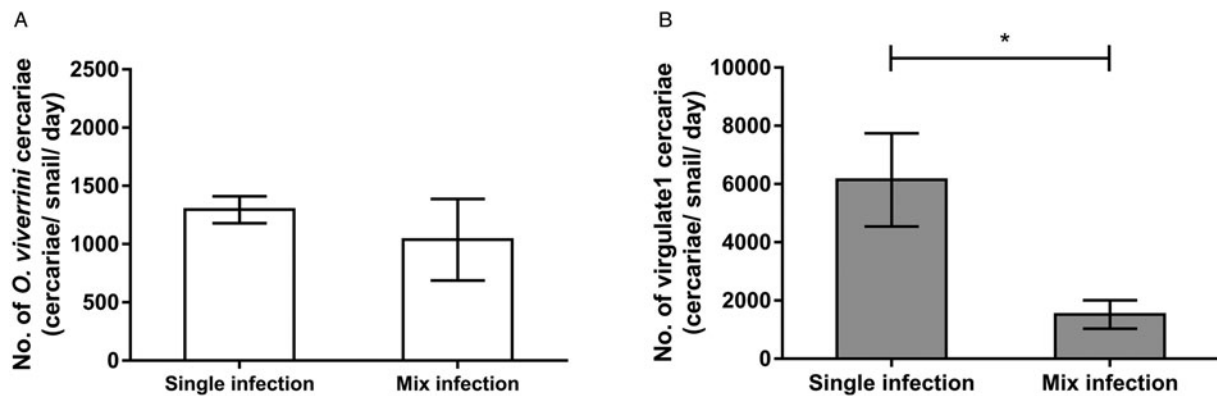 A
No. of O. viverrini cercariae
(cercariae/ snail/ day)
2500
2000
1500
1000
500
0
Single infection
Mix infection
B
*
No. of virgulate1 cercariae
(cercariae/ snail/ day)
10000
8000
6000
4000
2000
0
Single infection
Mix infection